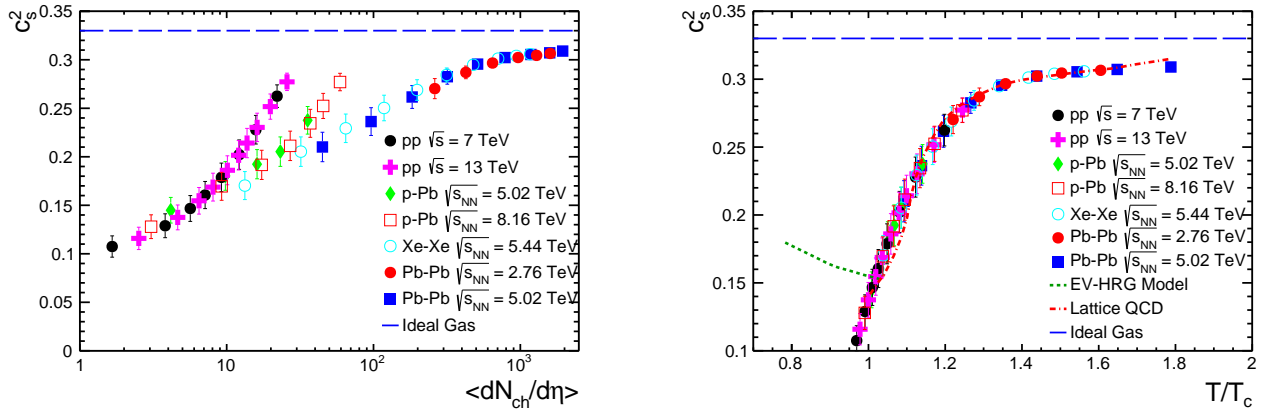 c_s^2
0.35
0.3
0.25
0.2
0.15
0.1
0.05
0
pp √s = 7 TeV
pp √s = 13 TeV
p-Pb √s_NN = 5.02 TeV
p-Pb √s_NN = 8.16 TeV
Xe-Xe √s_NN = 5.44 TeV
Pb-Pb √s_NN = 2.76 TeV
Pb-Pb √s_NN = 5.02 TeV
Ideal Gas
1 10 10^2 10^3
<dN_ch/dη>
c_s^2
0.35
0.3
0.25
0.2
0.15
0.1
pp √s = 7 TeV
pp √s = 13 TeV
p-Pb √s_NN = 5.02 TeV
p-Pb √s_NN = 8.16 TeV
Xe-Xe √s_NN = 5.44 TeV
Pb-Pb √s_NN = 2.76 TeV
Pb-Pb √s_NN = 5.02 TeV
EV-HRG Model
Lattice QCD
Ideal Gas
0.8 1 1.2 1.4 1.6 1.8 2
T/T_c